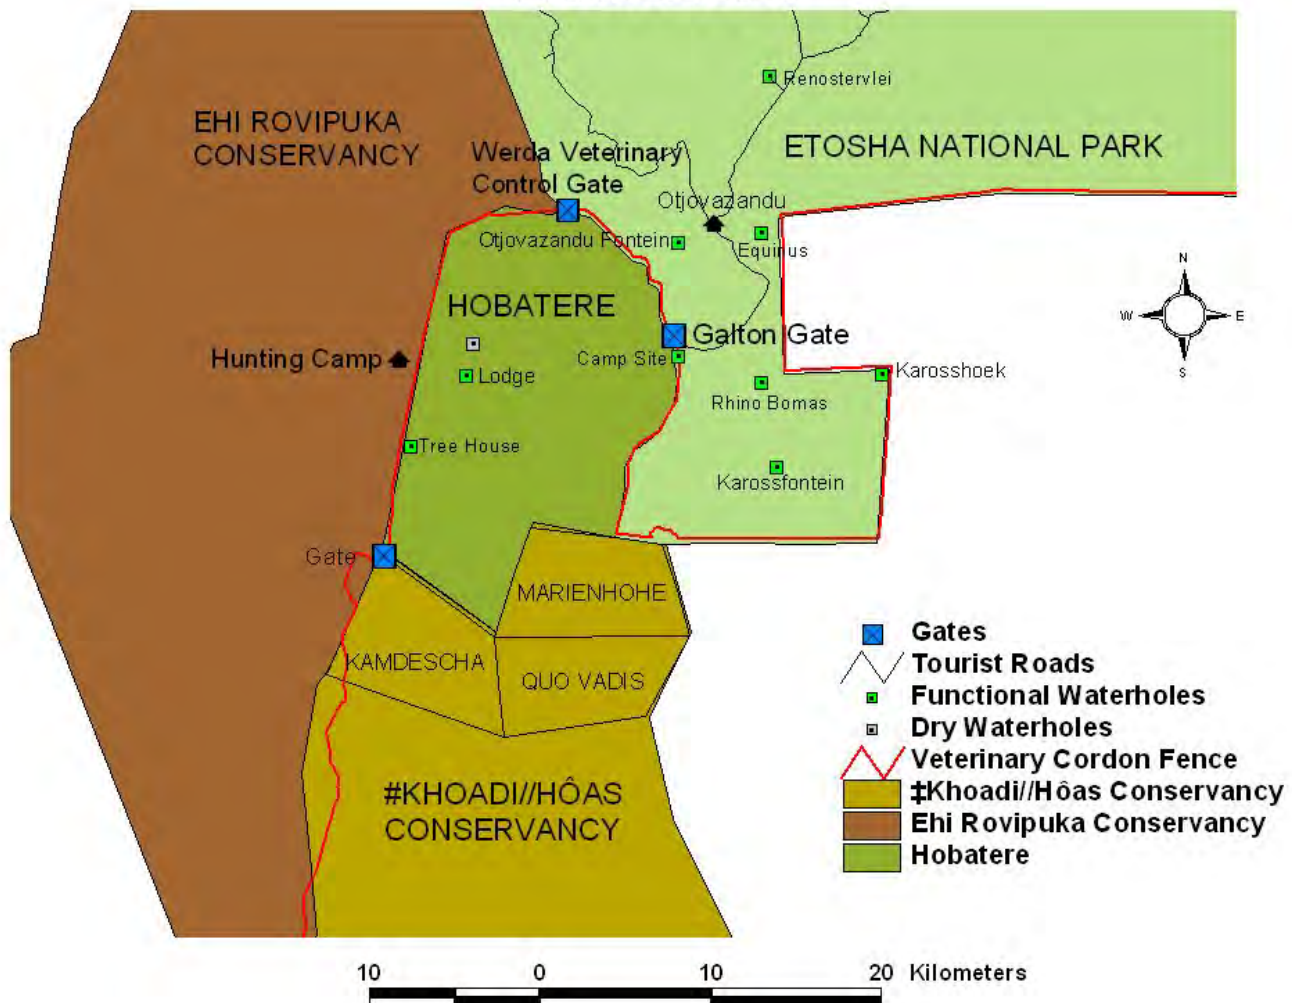 Renostervlei
EHI ROVIPUKA
CONSERVANCY
ETOSHA NATIONAL PARK
Werda Veterinary
Control Gate
Otjovazandu
Otjovazandu Fontein
Equinus
N
W
E
S
HOBATERE
Galton Gate
Hunting Camp
Camp Site
Lodge
Karosshoek
Rhino Bomas
Tree House
Karossfontein
Gate
MARIENHOHE
KAMDESCHA
QUO VADIS
#KHOADI//HÔAS
CONSERVANCY
Gates
Tourist Roads
Functional Waterholes
Dry Waterholes
Veterinary Cordon Fence
‡Khoadi//Hôas Conservancy
Ehi Rovipuka Conservancy
Hobatere
10 0 10 20 Kilometers